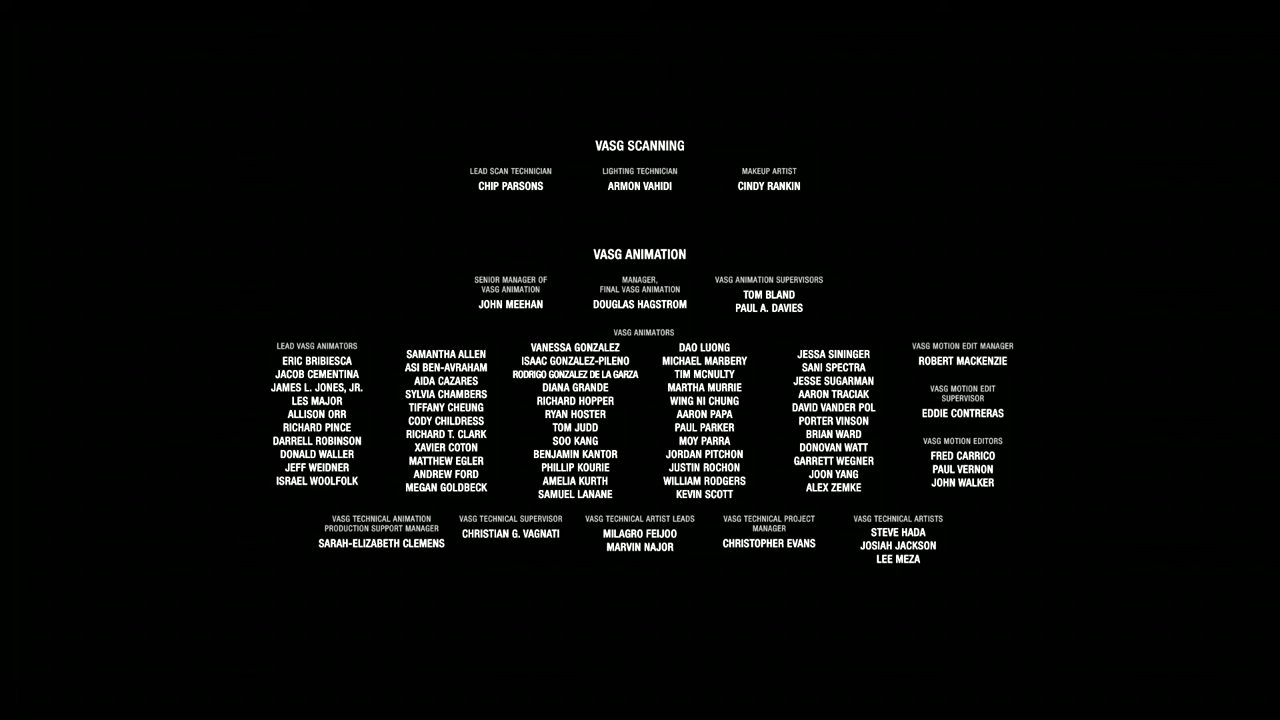 VASG SCANNING
LEAD SCAN TECHNICIAN
CHIP PARSONS
LIGHTING TECHNICIAN
ARMON VAHIDI
MAKEUP ARTIST
CINDY RANKIN
VASG ANIMATION
SENIOR MANAGER OF
VASG ANIMATION
JOHN MEEHAN
MANAGER,
FINAL VASG ANIMATION
DOUGLAS HAGSTROM
VASG ANIMATION SUPERVISORS
TOM BLAND
PAUL A. DAVIES
LEAD VASG ANIMATORS
ERIC BRIBIESCA
JACOB CEMENTINA
JAMES L. JONES, JR.
LES MAJOR
ALLISON ORR
RICHARD PINCE
DARRELL ROBINSON
DONALD WALLER
JEFF WEIDNER
ISRAEL WOOLFOLK
VASG ANIMATORS
SAMANTHA ALLEN
ASI BEN-AVRAHAM
AIDA CAZARES
SYLVIA CHAMBERS
TIFFANY CHEUNG
CODY CHILDRESS
RICHARD T. CLARK
XAVIER COTON
MATTHEW EGLER
ANDREW FORD
MEGAN GOLDBECK
VANESSA GONZALEZ
ISAAC GONZALEZ-PILENO
RODRIGO GONZALEZ DE LA GARZA
DIANA GRANDE
RICHARD HOPPER
RYAN HOSTER
TOM JUDD
SOO KANG
BENJAMIN KANTOR
PHILLIP KOURIE
AMELIA KURTH
SAMUEL LANANE
DAO LUONG
MICHAEL MARBERY
TIM MCNULTY
MARTHA MURRIE
WING NI CHUNG
AARON PAPA
PAUL PARKER
MOY PARRA
JORDAN PITCHON
JUSTIN ROCHON
WILLIAM RODGERS
KEVIN SCOTT
JESSA SININGER
SANI SPECTRA
JESSE SUGARMAN
AARON TRACIAK
DAVID VANDER POL
PORTER VINSON
BRIAN WARD
DONOVAN WATT
GARRETT WEGNER
JOON YANG
ALEX ZEMKE
VASG MOTION EDIT MANAGER
ROBERT MACKENZIE
VASG MOTION EDIT
SUPERVISOR
EDDIE CONTRERAS
VASG MOTION EDITORS
FRED CARRICO
PAUL VERNON
JOHN WALKER
VASG TECHNICAL ANIMATION
PRODUCTION SUPPORT MANAGER
SARAH-ELIZABETH CLEMENS
VASG TECHNICAL SUPERVISOR
CHRISTIAN G. VAGNATI
VASG TECHNICAL ARTIST LEADS
MILAGRO FEIJOO
MARVIN NAJOR
VASG TECHNICAL PROJECT
MANAGER
CHRISTOPHER EVANS
VASG TECHNICAL ARTISTS
STEVE HADA
JOSIAH JACKSON
LEE MEZA